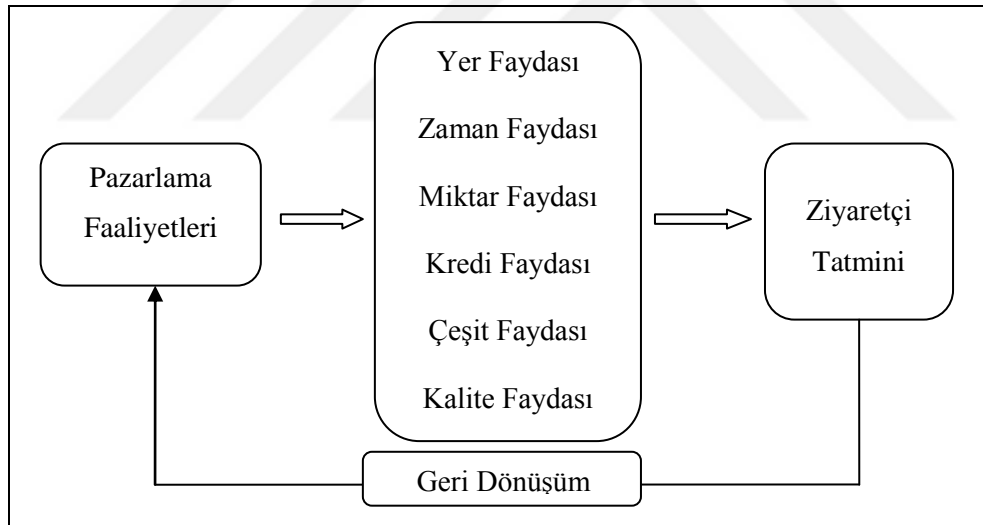 Pazarlama
Faaliyetleri
Yer Faydası
Zaman Faydası
Miktar Faydası
Kredi Faydası
Çeşit Faydası
Kalite Faydası
Ziyaretçi
Tatmini
Geri Dönüşüm